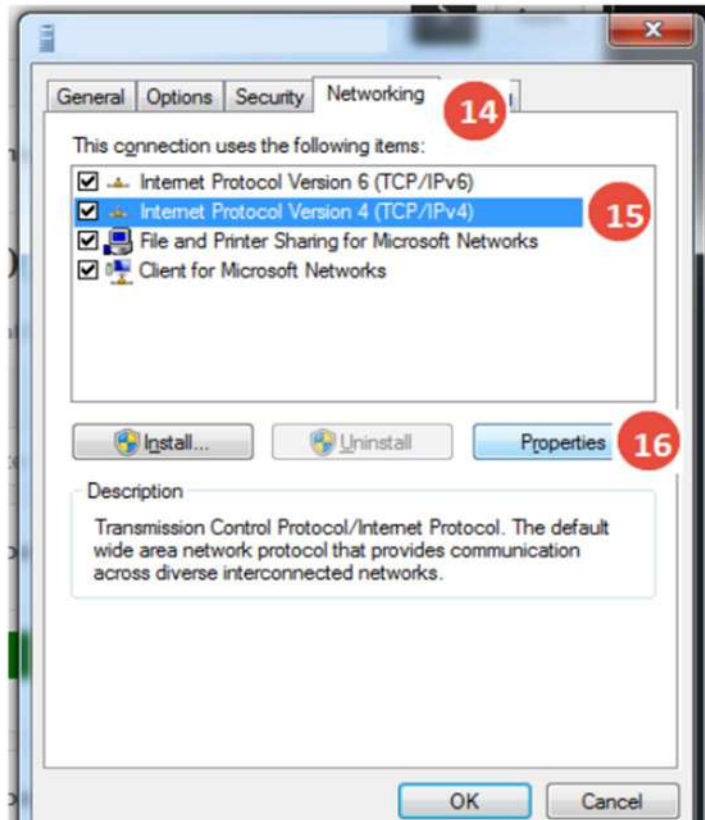 General Options Security Networking 14
This connection uses the following items:
Internet Protocol Version 6 (TCP/IPv6)
Internet Protocol Version 4 (TCP/IPv4) 15
File and Printer Sharing for Microsoft Networks
Client for Microsoft Networks
Install... Uninstall Properties 16
Description
Transmission Control Protocol/Internet Protocol. The default
wide area network protocol that provides communication
across diverse interconnected networks.
OK Cancel